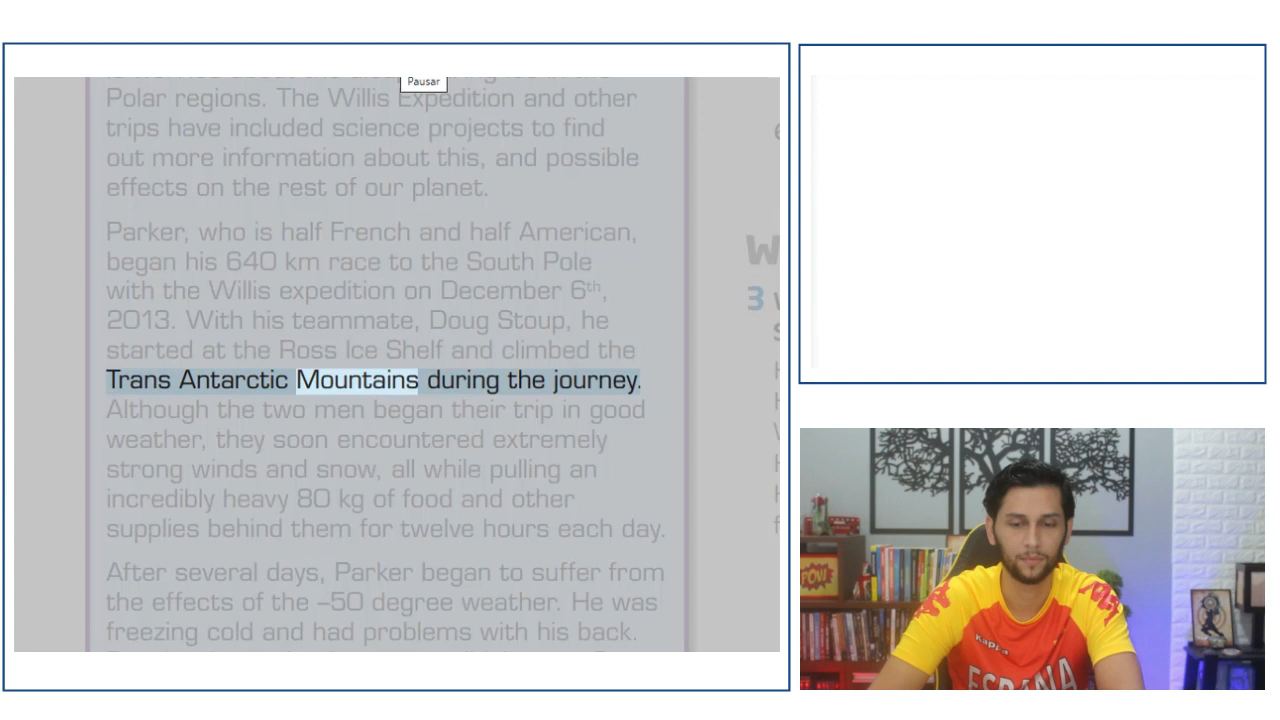 Pausar
Polar regions. The Willis Expedition and other
trips have included science projects to find
out more information about this, and possible
effects on the rest of our planet.
Parker, who is half French and half American,
began his 640 km race to the South Pole
with the Willis expedition on December 6th,
2013. With his teammate, Doug Stoup, he
started at the Ross Ice Shelf and climbed the
Trans Antarctic Mountains during the journey.
Although the two men began their trip in good
weather, they soon encountered extremely
strong winds and snow, all while pulling an
incredibly heavy 80 kg of food and other
supplies behind them for twelve hours each day.
After several days, Parker began to suffer from
the effects of the –50 degree weather. He was
freezing cold and had problems with his back.
W
3
POW
Kappa
ESPAÑA